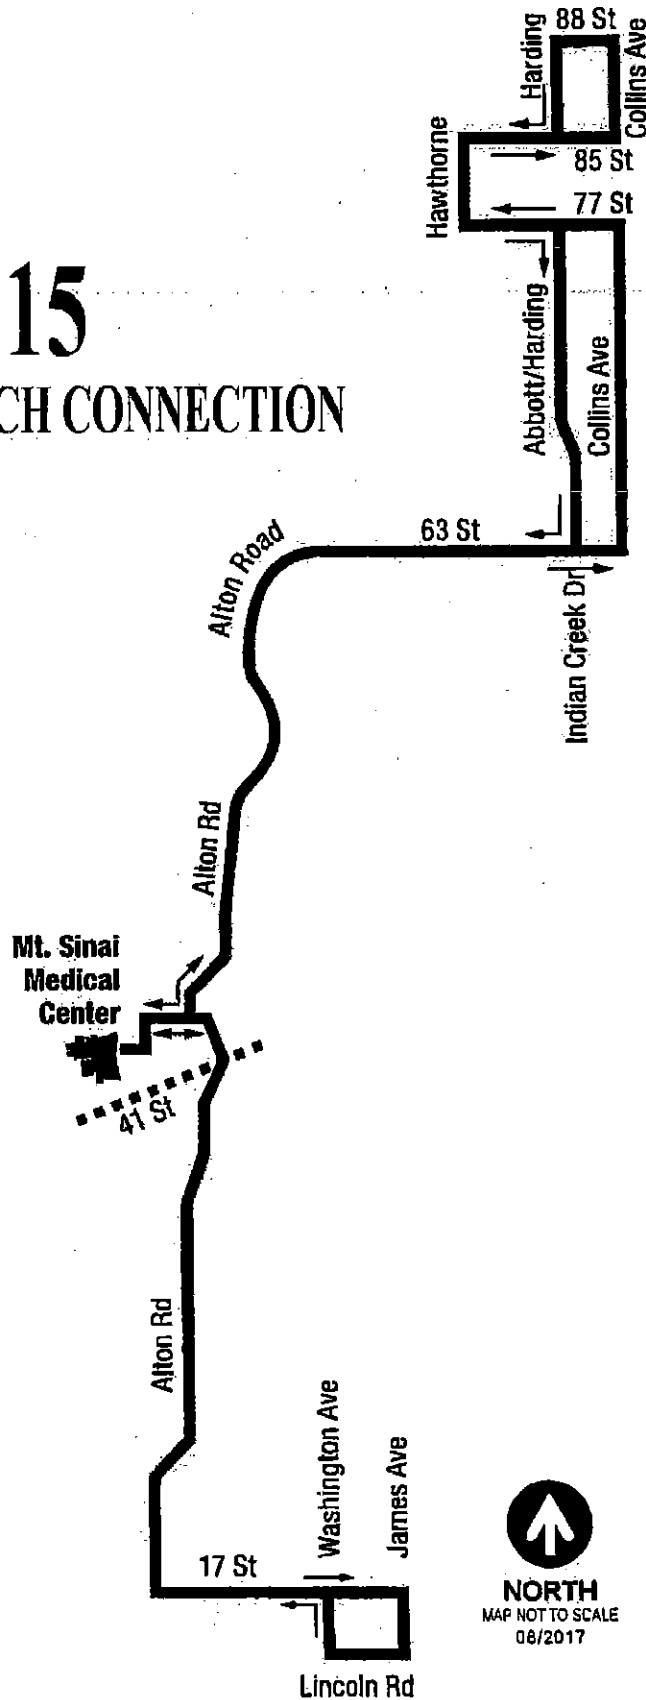 88 St
Harding
Collins Ave
Hawthorne
85 St
77 St
15
CH CONNECTION
Abbott/Harding
Collins Ave
63 St
Alton Road
Indian Creek Dr
Alton Rd
Mt. Sinai
Medical
Center
41 St
Alton Rd
Washington Ave
James Ave
17 St
Lincoln Rd
NORTH
MAP NOT TO SCALE
08/2017